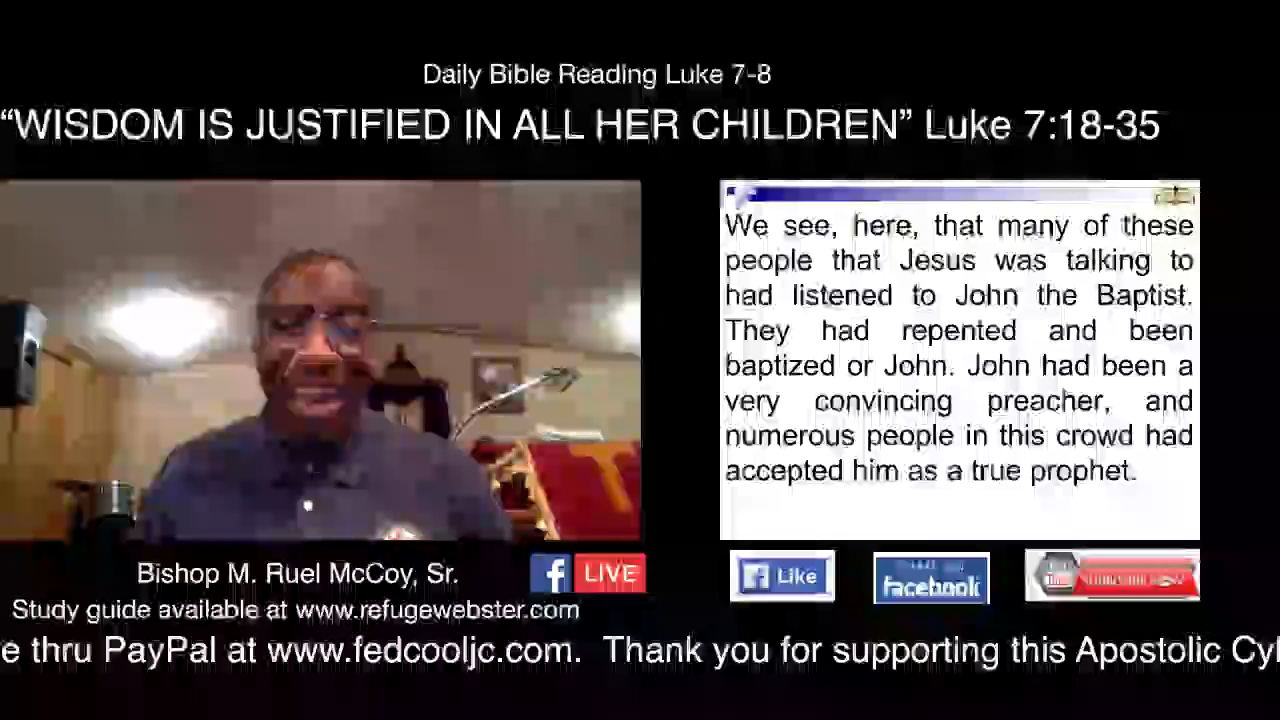 Daily Bible Reading Luke 7-8
“WISDOM IS JUSTIFIED IN ALL HER CHILDREN” Luke 7:18-35
We see, here, that many of these
people that Jesus was talking to
had listened to John the Baptist.
They had repented and been
baptized or John. John had been a
very convincing preacher, and
numerous people in this crowd had
accepted him as a true prophet.
Bishop M. Ruel McCoy, Sr.
f LIVE
f Like
facebook
Study guide available at www.refugewebster.com
e thru PayPal at www.fedcooljc.com. Thank you for supporting this Apostolic Cy